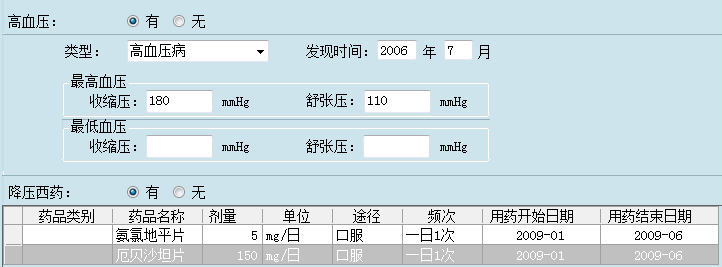 高血压： 有 无
类型： 高血压病 发现时间： 2006 年 7 月
最高血压
收缩压： 180 mmHg 舒张压： 110 mmHg
最低血压
收缩压： mmHg 舒张压： mmHg
降压西药： 有 无
药品类别 药品名称 剂量 单位 途径 频次 用药开始日期 用药结束日期
氨氯地平片 5 mg/日 口服 一日1次 2009-01 2009-06
厄贝沙坦片 150 mg/日 口服 一日1次 2009-01 2009-06